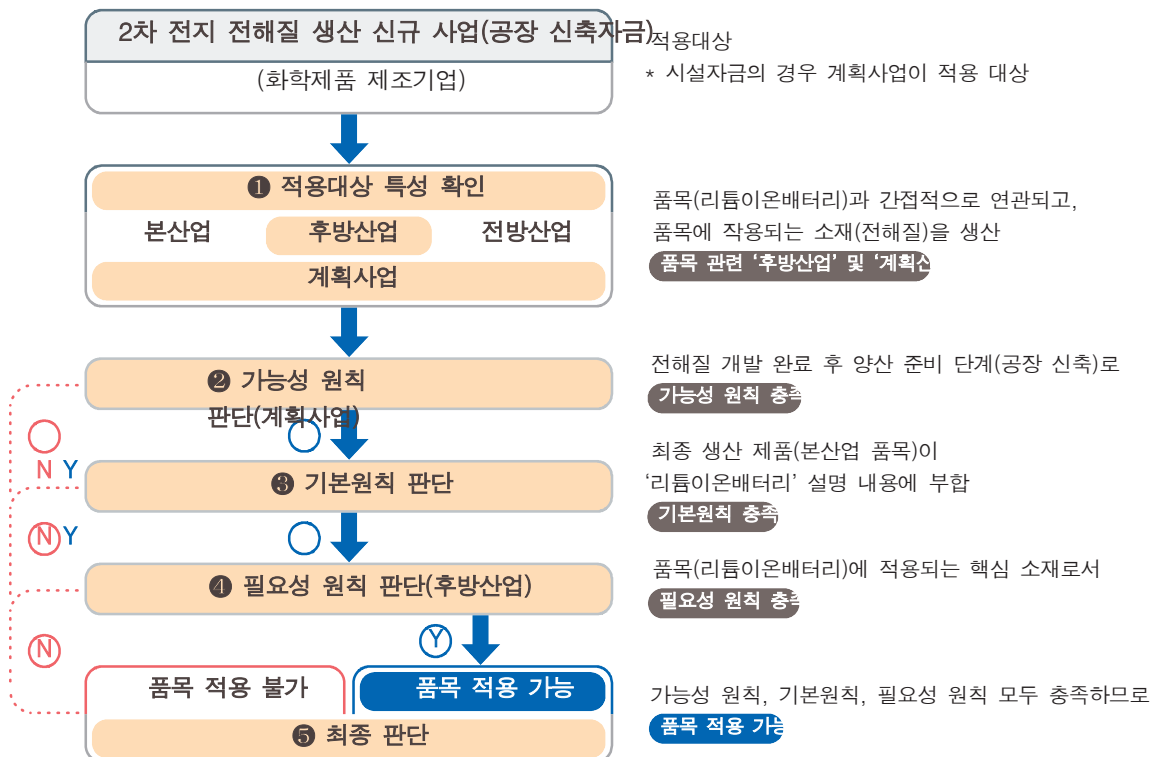 2차 전지 전해질 생산 신규 사업(공장 신축자금)
(화학제품 제조기업)
적용대상
* 시설자금의 경우 계획사업이 적용 대상
❶ 적용대상 특성 확인
본산업 후방산업 전방산업
계획사업
품목(리튬이온배터리)과 간접적으로 연관되고,
품목에 작용되는 소재(전해질)을 생산
품목 관련 ‘후방산업’ 및 ‘계획
❷ 가능성 원칙
판단(계획사업)
전해질 개발 완료 후 양산 준비 단계(공장 신축)로
가능성 원칙 충족
N Y
❸ 기본원칙 판단
최종 생산 제품(본산업 품목)이
‘리튬이온배터리’ 설명 내용에 부합
기본원칙 충족
N Y
❹ 필요성 원칙 판단(후방산업)
품목(리튬이온배터리)에 적용되는 핵심 소재로서
필요성 원칙 충족
N
Y
품목 적용 불가
품목 적용 가능
❺ 최종 판단
가능성 원칙, 기본원칙, 필요성 원칙 모두 충족하므로
품목 적용 가능